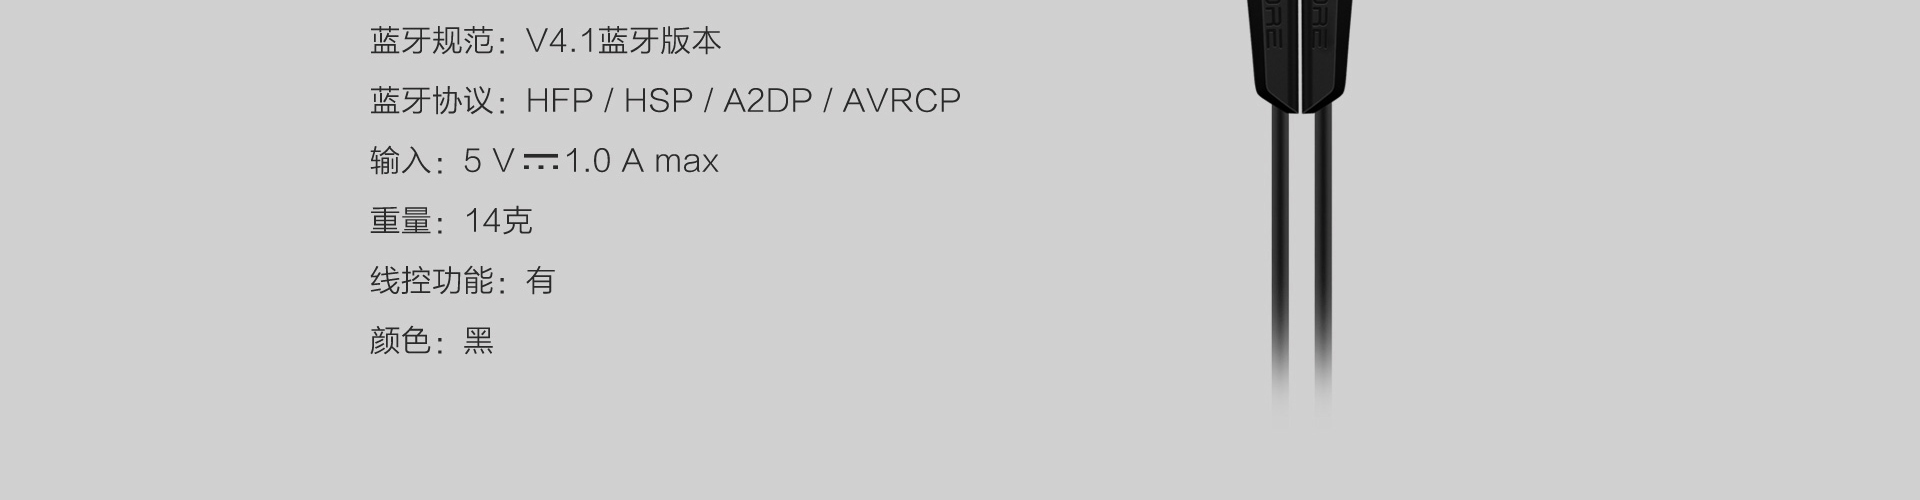 蓝牙规范：V4.1蓝牙版本
蓝牙协议：HFP / HSP / A2DP / AVRCP
输入：5 V⎓1.0 A max
重量：14克
线控功能：有
颜色：黑